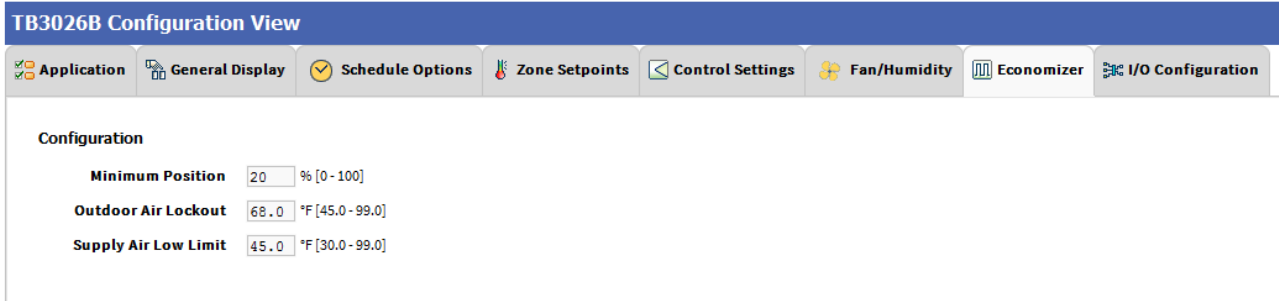 TB3026B Configuration View
Application General Display Schedule Options Zone Setpoints Control Settings Fan/Humidity Economizer I/O Configuration
Configuration
Minimum Position 20 % [0 - 100]
Outdoor Air Lockout 68.0 °F [45.0 - 99.0]
Supply Air Low Limit 45.0 °F [30.0 - 99.0]